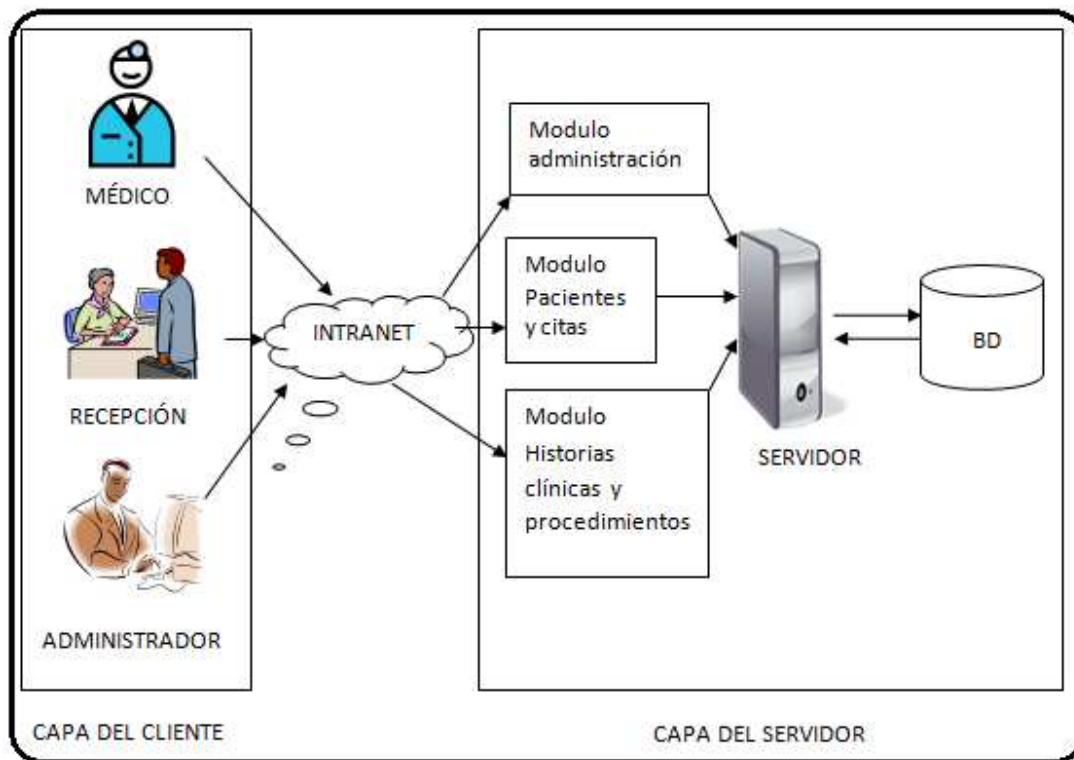 MÉDICO
RECEPCIÓN
ADMINISTRADOR
CAPA DEL CLIENTE
INTRANET
Modulo
administración
Modulo
Pacientes
y citas
Modulo
Historias
clínicas y
procedimientos
SERVIDOR
BD
CAPA DEL SERVIDOR